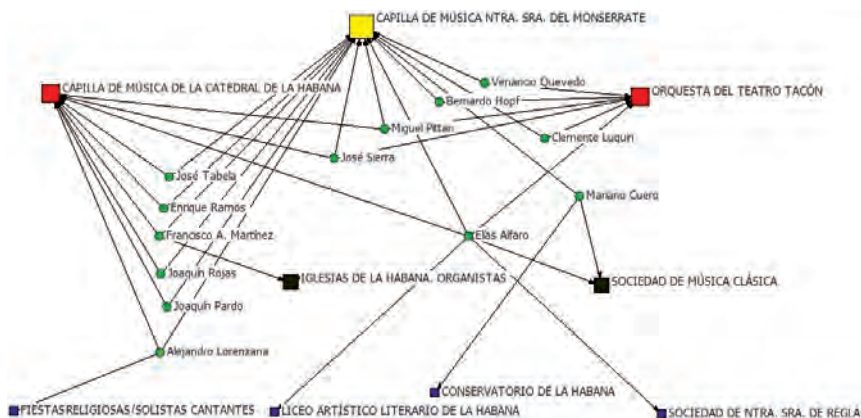 CAPILLA DE MÚSICA NTRA. SRA. DEL MONSERRATE
CAPILLA DE MÚSICA DE LA CATEDRAL DE LA HABANA
Venancio Quevedo
ORQUESTA DEL TEATRO TACÓN
Bernardo Hopf
Miguel Pittari
Clemente Luquin
José Sierra
José Tabela
Mariano Cuero
Enrique Ramos
Francisco A. Martínez
Elías Alfaro
Joaquín Rojas
IGLESIAS DE LA HABANA. ORGANISTAS
SOCIEDAD DE MÚSICA CLÁSICA
Joaquín Pardo
Alejandro Lorenzana
CONSERVATORIO DE LA HABANA
FIESTAS RELIGIOSAS/SOLISTAS CANTANTES
LICEO ARTÍSTICO LITERARIO DE LA HABANA
SOCIEDAD DE NTRA. SRA. DE REGLA